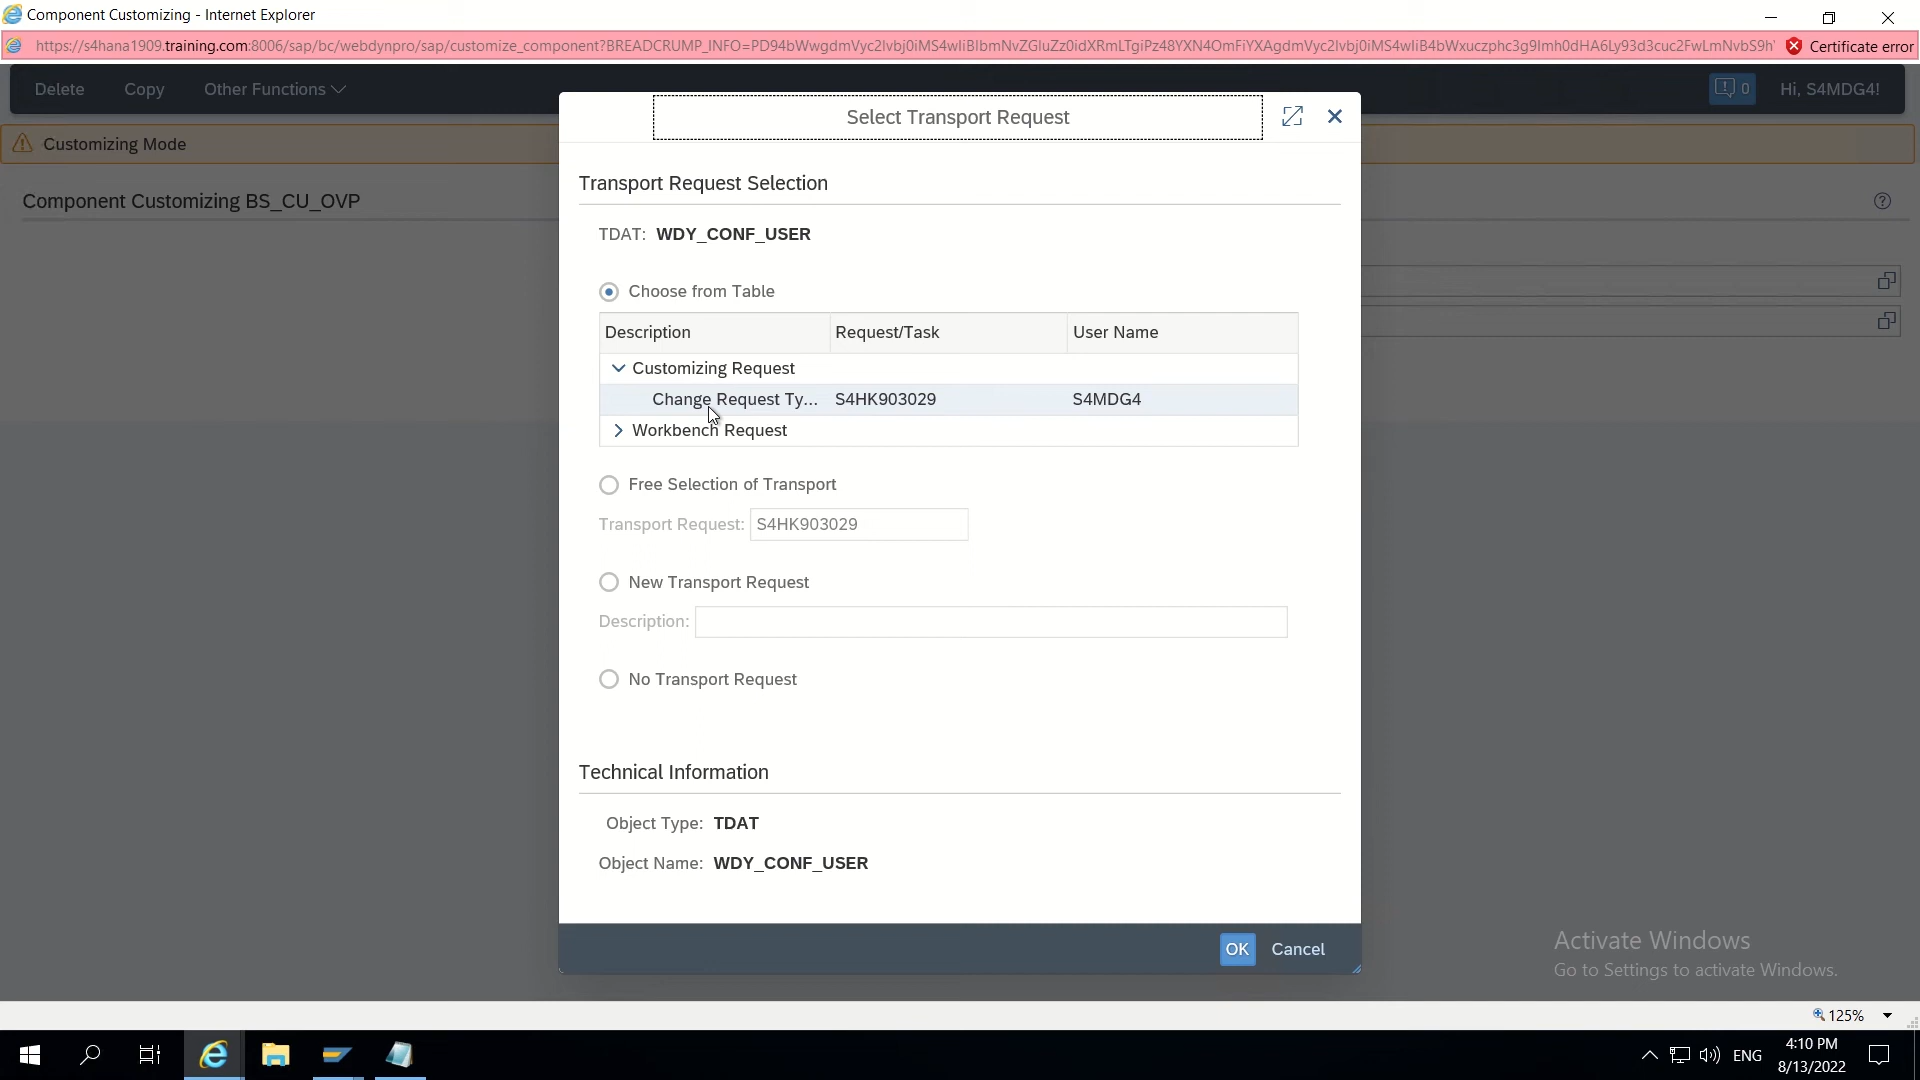 Component Customizing - Internet Explorer
https://s4hana1909.training.com:8006/sap/bc/webdynpro/sap/customize_component?BREADCRUMP_INFO=
Certificate error
Delete Copy Other Functions 0 Hi, S4MDG4!
Customizing Mode
Component Customizing BS_CU_OVP
Select Transport Request
Transport Request Selection
TDAT: WDY_CONF_USER
Choose from Table
Description Request/Task User Name
Customizing Request
Change Request Ty... S4HK903029 S4MDG4
Workbench Request
Free Selection of Transport
Transport Request: S4HK903029
New Transport Request
Description:
No Transport Request
Technical Information
Object Type: TDAT
Object Name: WDY_CONF_USER
OK Cancel
Activate Windows
Go to Settings to activate Windows.
125%
ENG
4:10 PM
8/13/2022